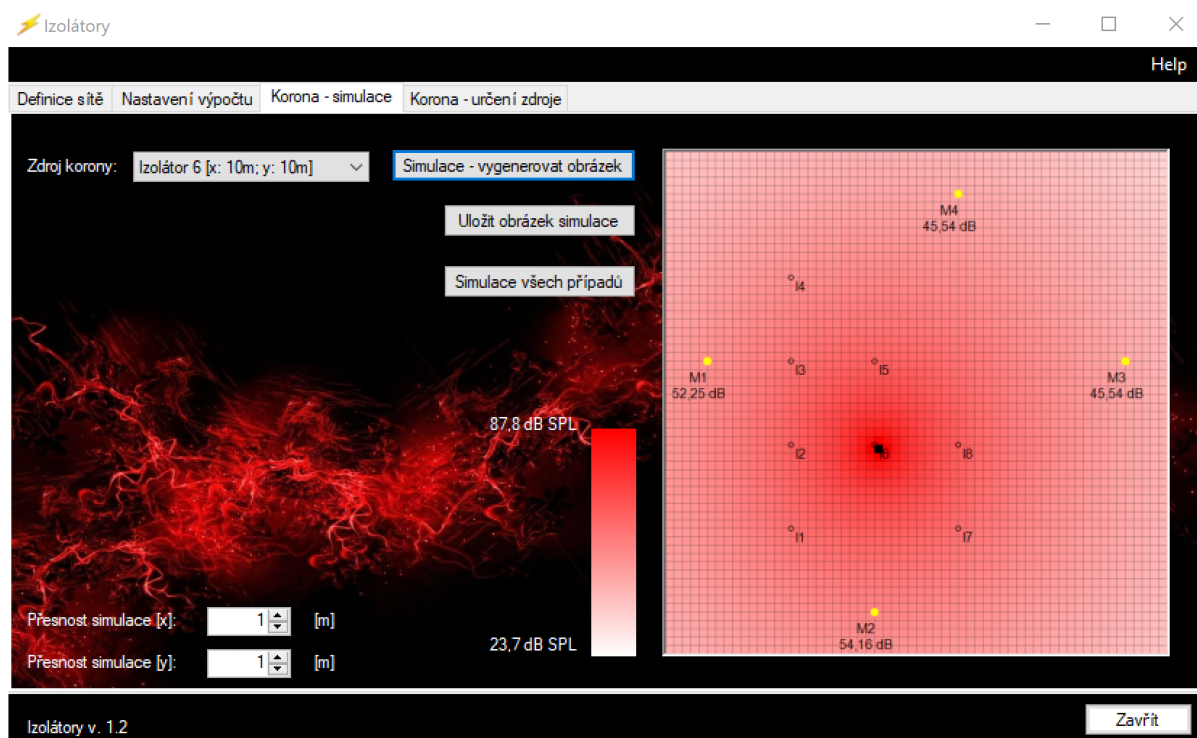 Izolátory
Help
Definice sítě Nastavení výpočtu Korona - simulace Korona - určení zdroje
Zdroj korony: Izolátor 6 [x: 10m; y: 10m] Simulace - vygenerovat obrázek
Uložit obrázek simulace
Simulace všech případů
M4
45,54 dB
I4
I3 I5
M1 M3
52,25 dB 45,54 dB
87,8 dB SPL
I2 I6 I8
I1 I7
Přesnost simulace [x]: 1 [m]
M2
23,7 dB SPL 54,16 dB
Přesnost simulace [y]: 1 [m]
Izolátory v. 1.2
Zavřít